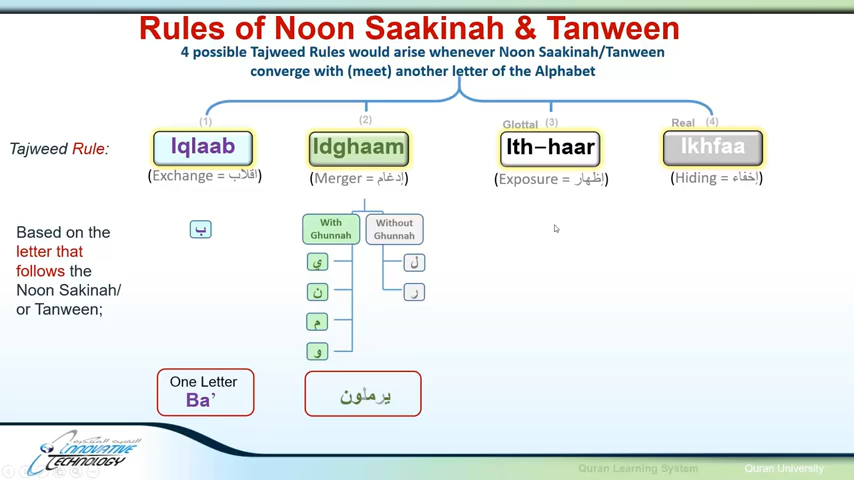 Rules of Noon Saakinah & Tanween
4 possible Tajweed Rules would arise whenever Noon Saakinah/Tanween
converge with (meet) another letter of the Alphabet
(1)
(2)
Glottal (3)
Real (4)
Tajweed Rule:
Iqlaab
Idghaam
Ith–haar
Ikhfaa
(Exchange = اقلاب)
(Merger = إدغام)
(Exposure = إظهار)
(Hiding = إخفاء)
Based on the
letter that
follows the
Noon Sakinah/
or Tanween;
ب
With
Ghunnah
Without
Ghunnah
ي
ل
ن
ر
م
و
One Letter
Ba’
يرملون
INNOVATIVE
TECHNOLOGY
Quran Learning System
Quran University